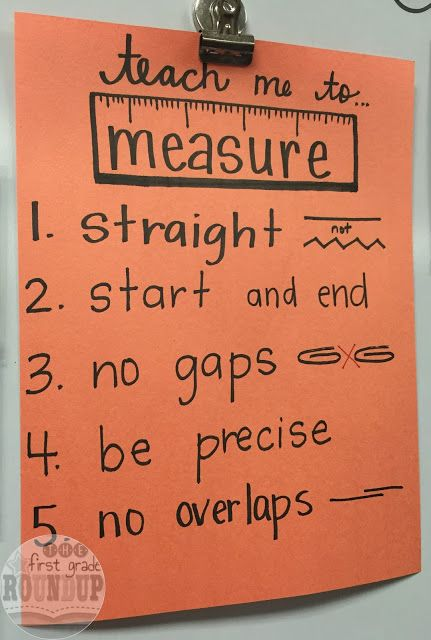 teach me to...
measure
1. straight
not
2. start and end
3. no gaps
4. be precise
5. no overlaps
THE
first grade
ROUNDUP